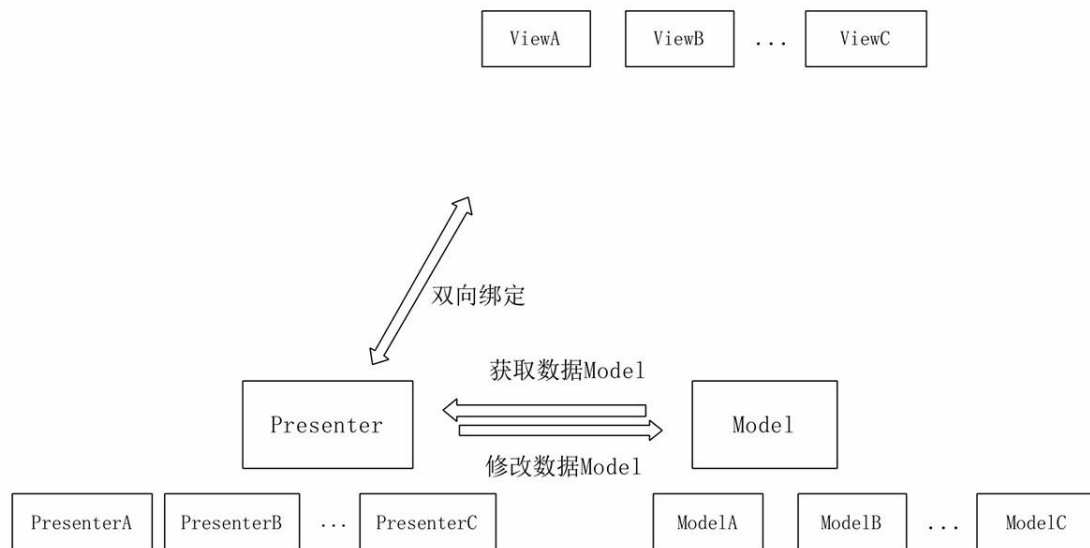 ViewA ViewB ... ViewC
双向绑定
获取数据Model
Presenter Model
修改数据Model
PresenterA PresenterB ... PresenterC ModelA ModelB ... ModelC